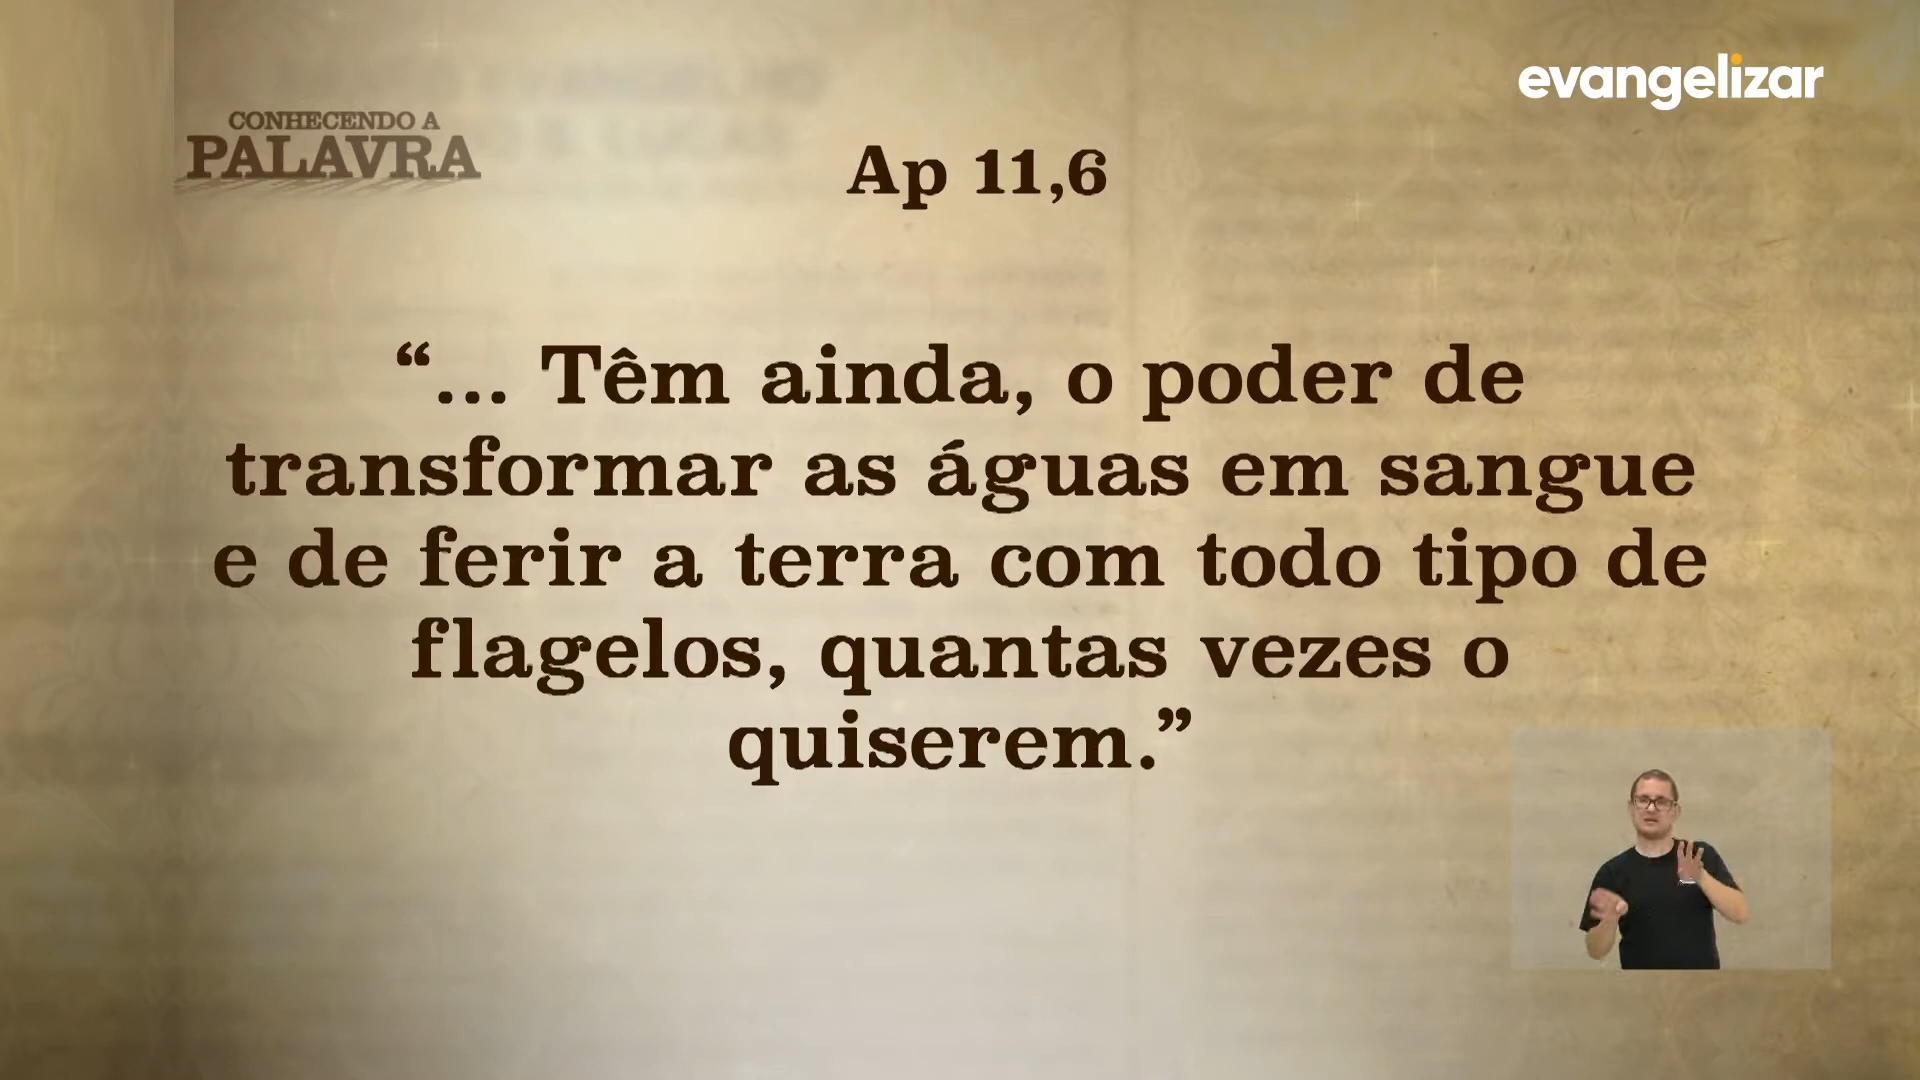 evangelizar
CONHECENDO A
PALAVRA
Ap 11,6
“... Têm ainda, o poder de
transformar as águas em sangue
e de ferir a terra com todo tipo de
flagelos, quantas vezes o
quiserem.”